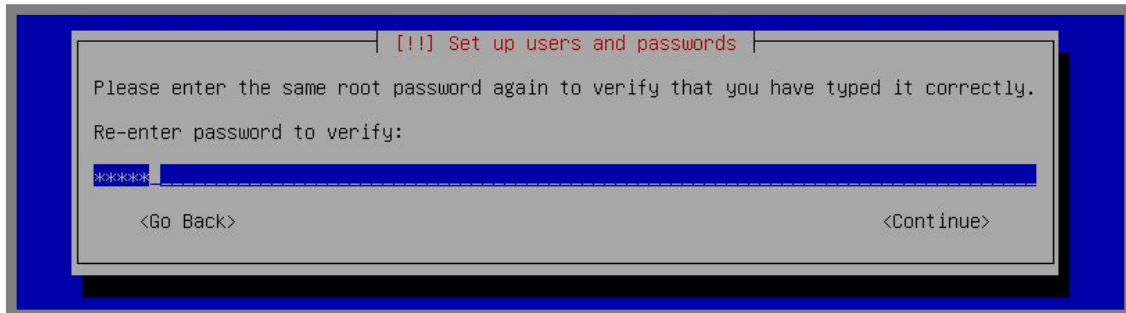 [!!] Set up users and passwords
Please enter the same root password again to verify that you have typed it correctly.
Re-enter password to verify:
*****
<Go Back> <Continue>